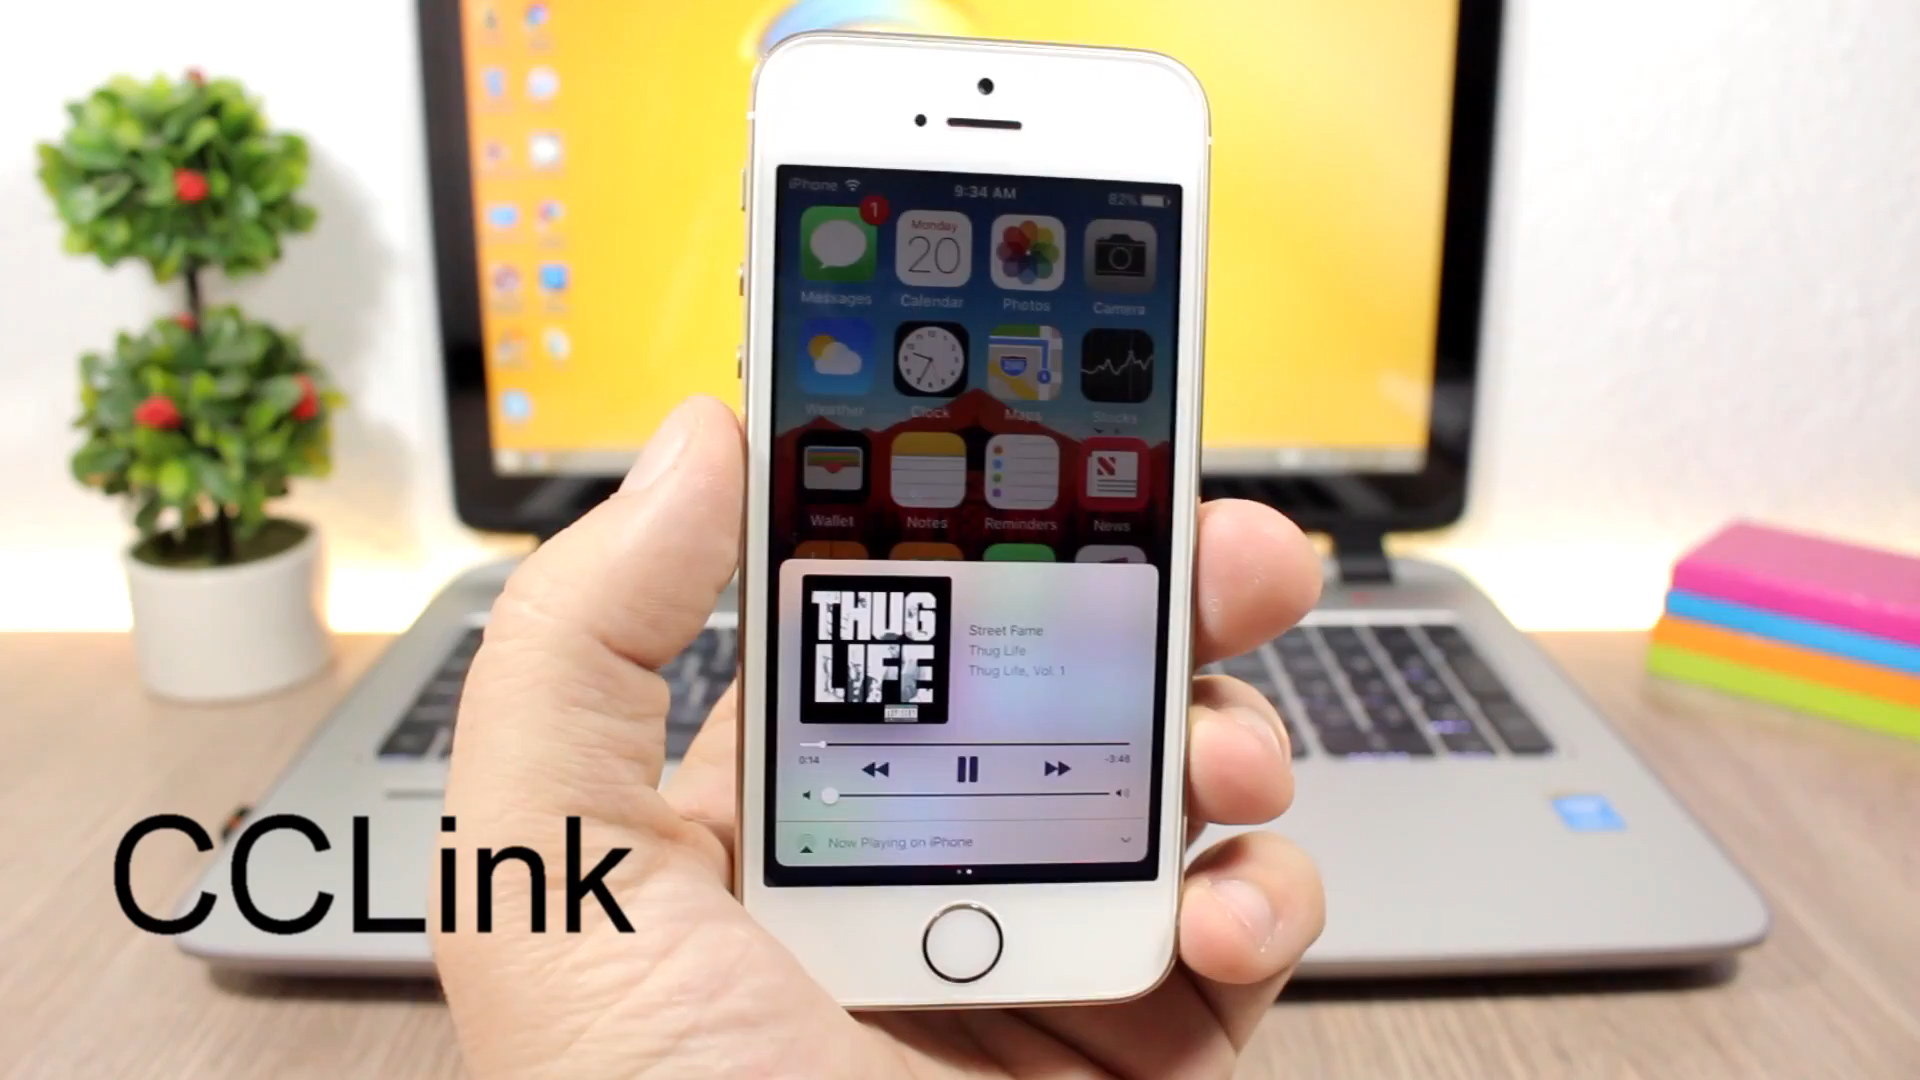 iPhone
9:34 AM
82%
1
Monday
20
Messages
Calendar
Photos
Camera
Weather
Clock
Maps
Stocks
Wallet
Notes
Reminders
News
THUG
LIFE
Street Fame
Thug Life
Thug Life, Vol. 1
0:14
-3:46
Now Playing on iPhone
CCLink